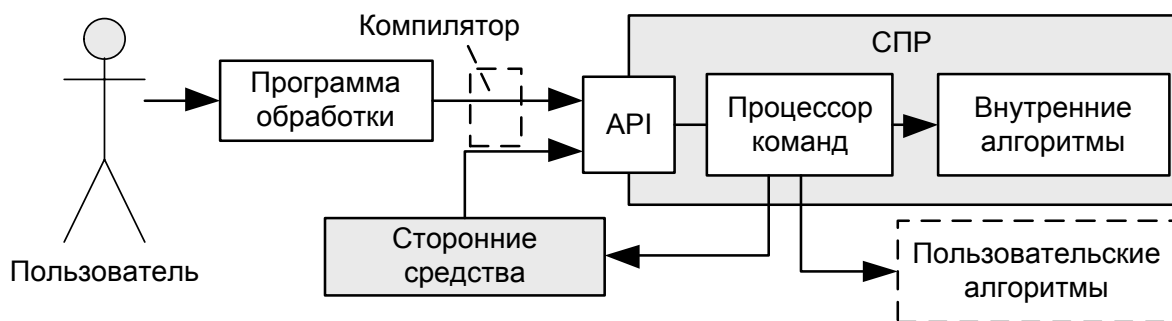 Компилятор
СПР
Программа
обработки
API
Процессор
команд
Внутренние
алгоритмы
Сторонние
средства
Пользователь
Пользовательские
алгоритмы